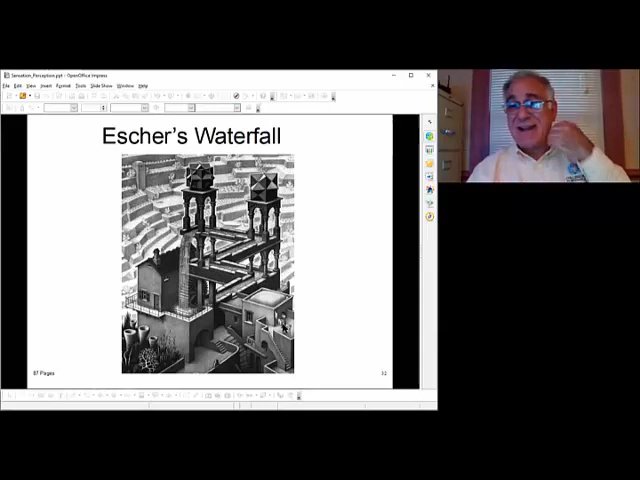 Sensation_Perception.ppt - OpenOffice Impress
File Edit View Insert Format Tools Slide Show Window Help
Escher's Waterfall
87 Pages
32